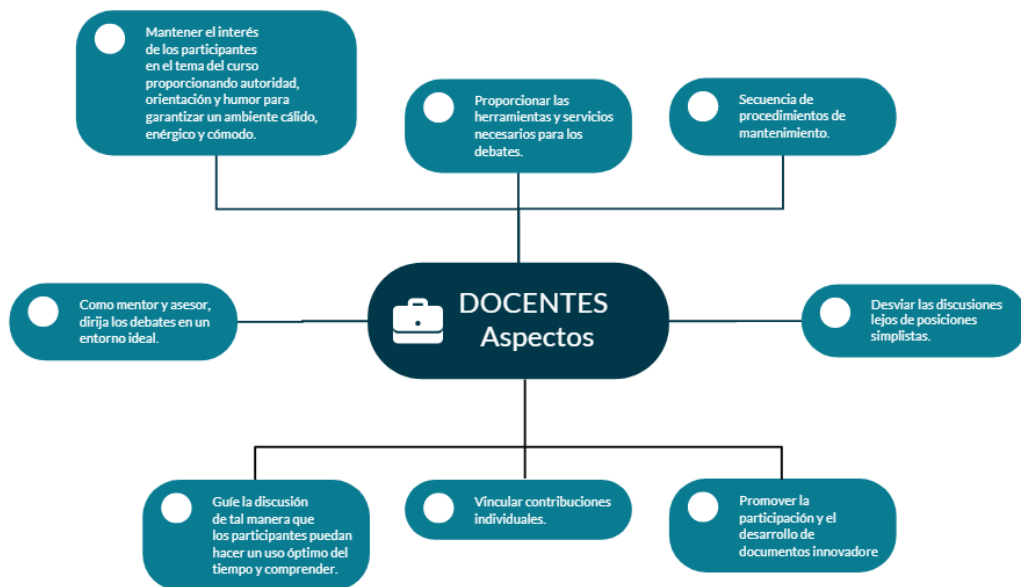 Mantener el interés
de los participantes
en el tema del curso
proporcionando autoridad,
orientación y humor para
garantizar un ambiente cálido,
enérgico y cómodo.
Proporcionar las
herramientas y servicios
necesarios para los
debates.
Secuencia de
procedimientos de
mantenimiento.
Como mentor y asesor,
dirija los debates en un
entorno ideal.
DOCENTES
Aspectos
Desviar las discusiones
lejos de posiciones
simplistas.
Guíe la discusión
de tal manera que
los participantes puedan
hacer un uso óptimo del
tiempo y comprender.
Vincular contribuciones
individuales.
Promover la
participación y el
desarrollo de
documentos innovadore